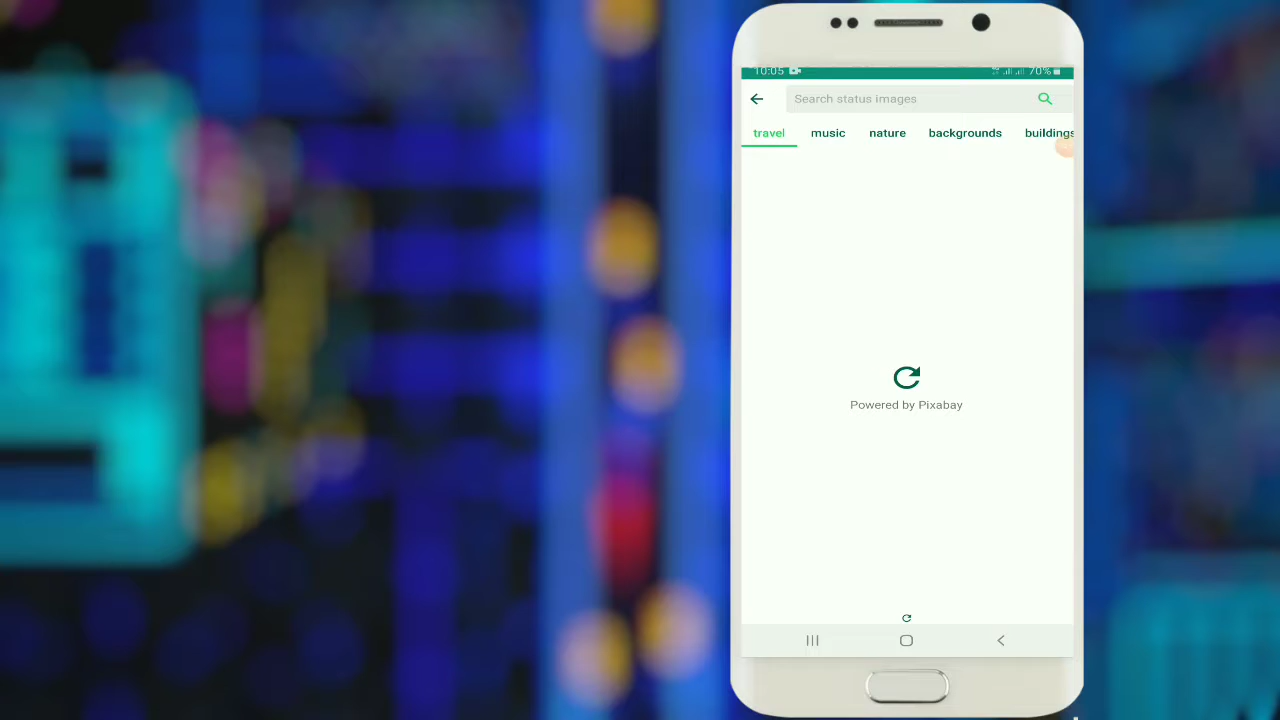 10:05 70%
Search status images
travel music nature backgrounds buildings
Powered by Pixabay